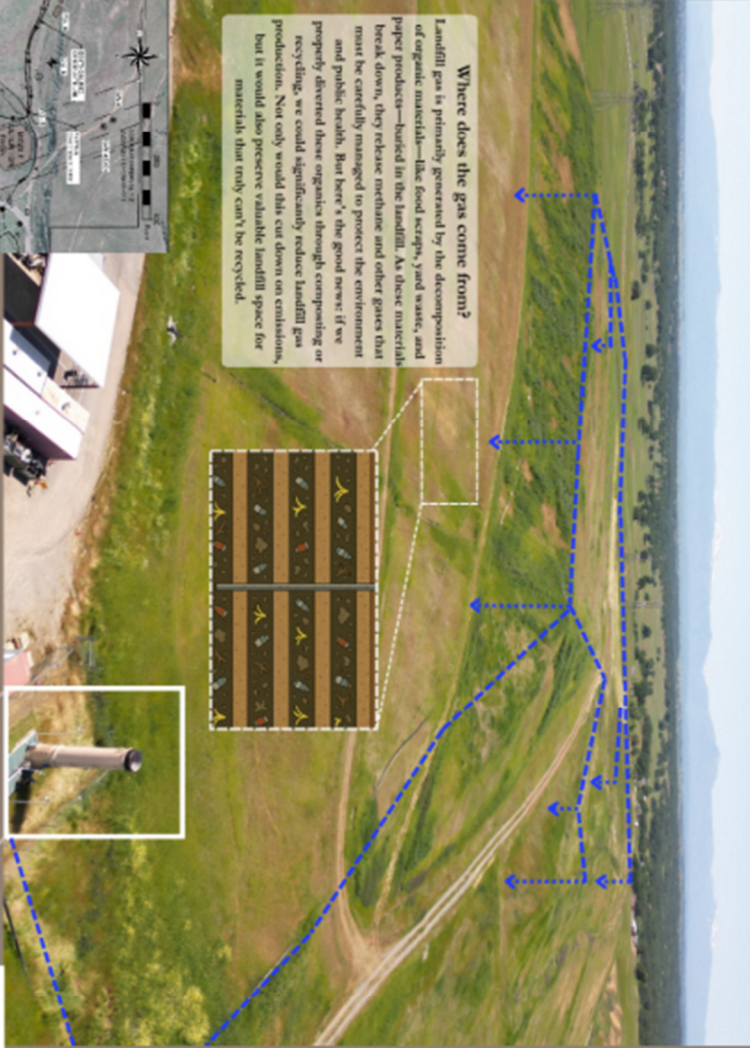 Where does the gas come from?
Landfill gas is primarily generated by the decomposition
of organic materials—like food scraps, yard waste, and
paper products—buried in the landfill. As these materials
break down, they release methane and other gases that
must be carefully managed to protect the environment
and public health. But here's the good news: if we
properly diverted these organics through composting or
recycling, we could significantly reduce landfill gas
production. Not only would this cut down on emissions,
but it would also preserve valuable landfill space for
materials that truly can't be recycled.